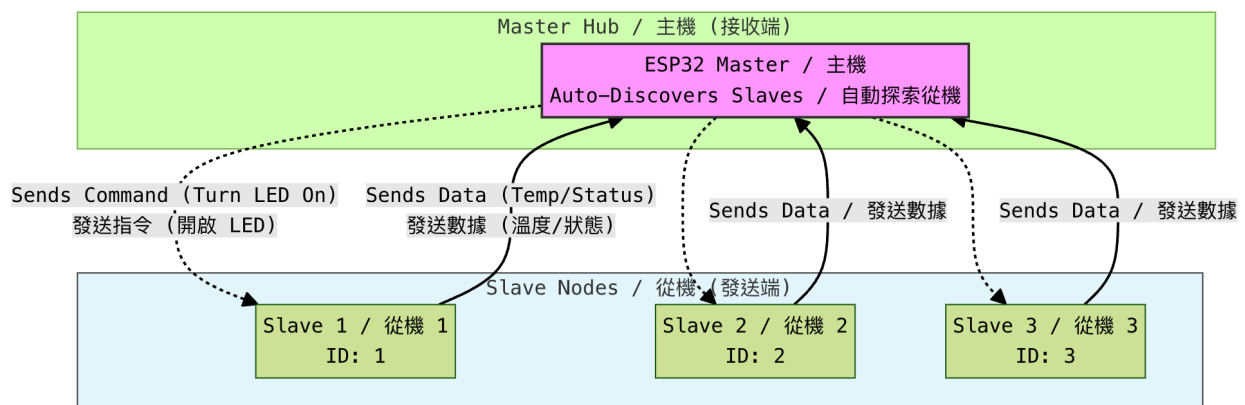 Master Hub / 主機 (接收端)
ESP32 Master / 主機
Auto-Discovers Slaves / 自動探索從機
Sends Command (Turn LED On)
發送指令 (開啟 LED)
Sends Data (Temp/Status)
發送數據 (溫度/狀態)
Sends Data / 發送數據
Sends Data / 發送數據
Slave Nodes / 從機 (發送端)
Slave 1 / 從機 1
ID: 1
Slave 2 / 從機 2
ID: 2
Slave 3 / 從機 3
ID: 3